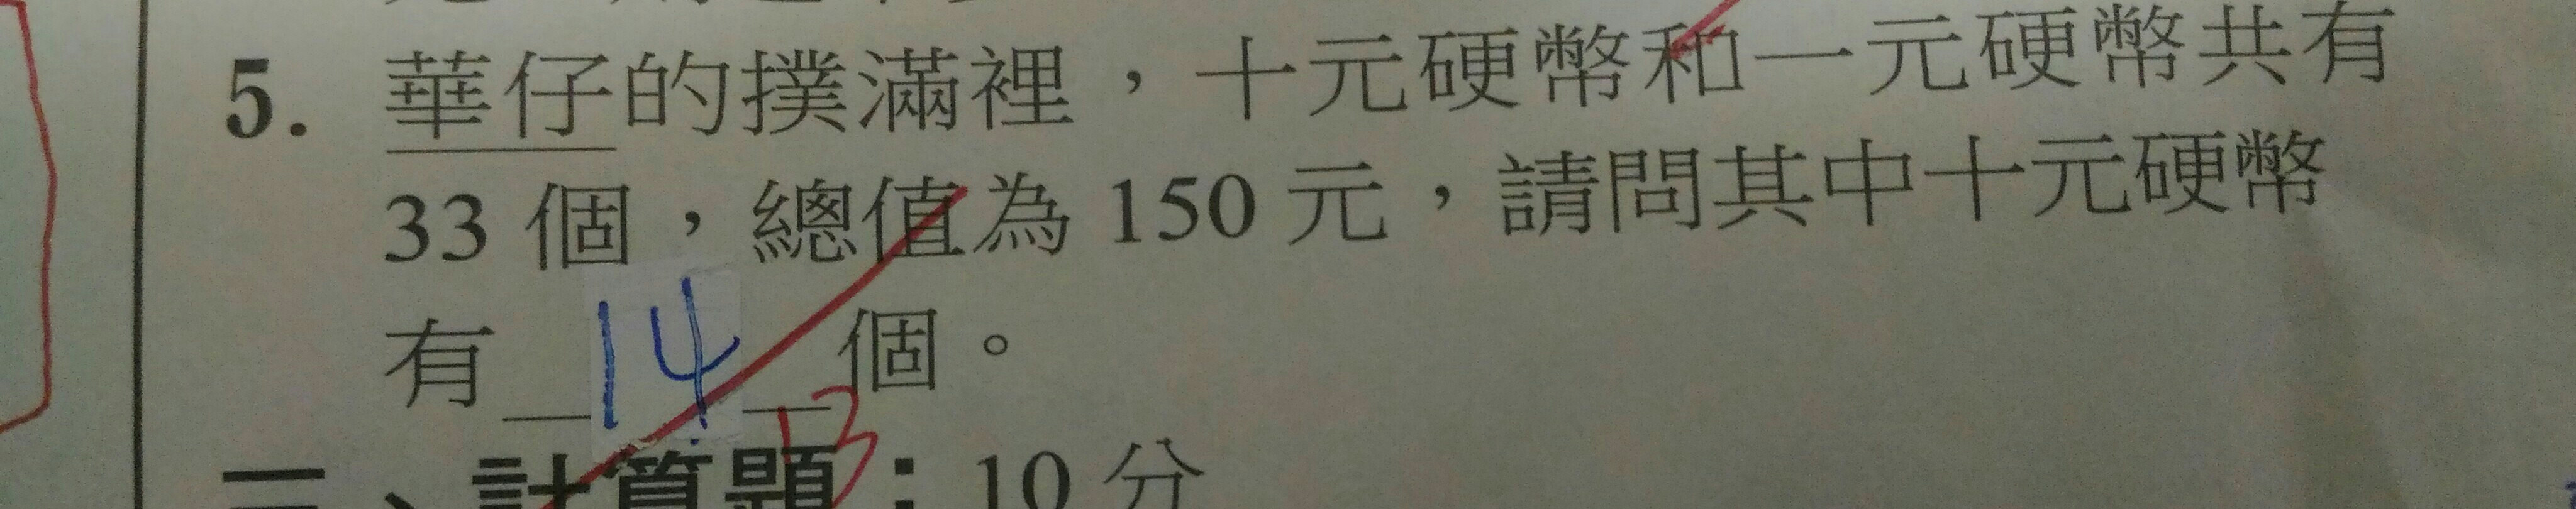 5. 華仔的撲滿裡，十元硬幣和一元硬幣共有
33 個，總值為 150 元，請問其中十元硬幣
有 14 個。
13
二、計算題：10 分